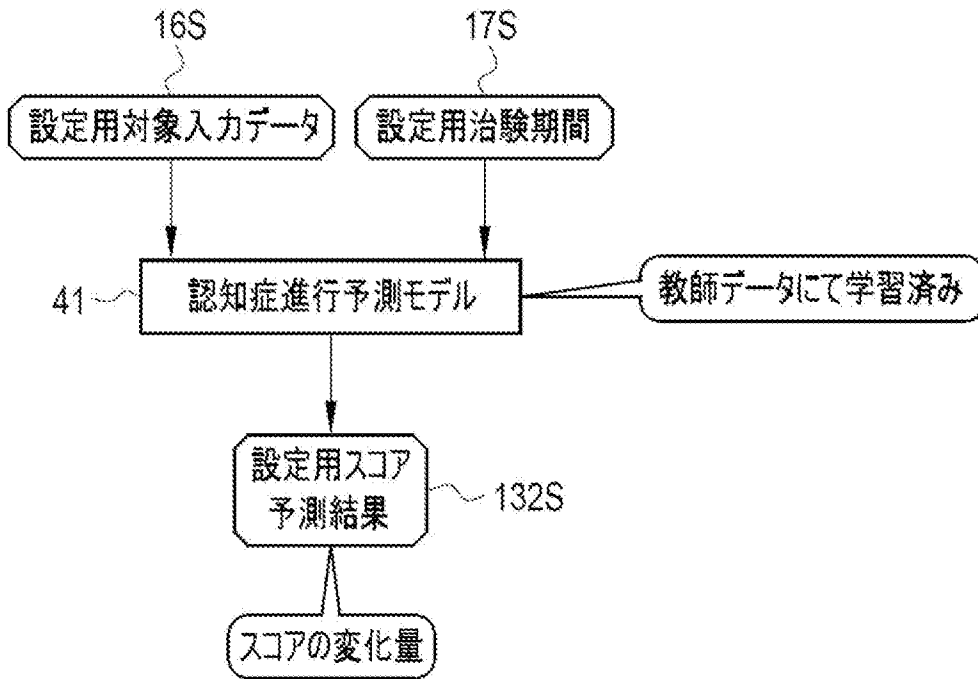 16S
17S
設定用対象入力データ
設定用治験期間
41
認知症進行予測モデル
教師データにて学習済み
設定用スコア
予測結果
132S
スコアの変化量